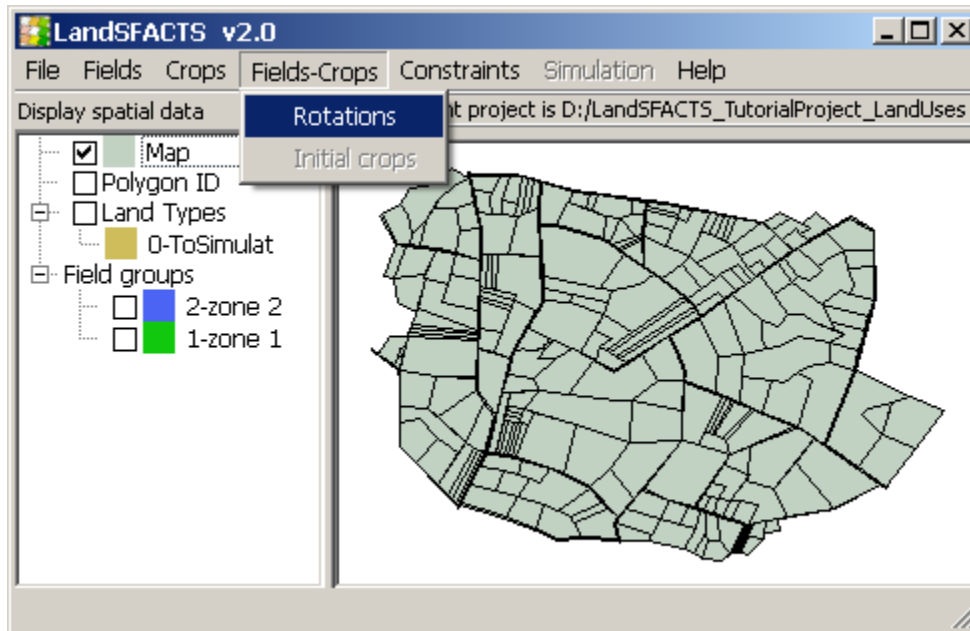 LandSFACTS v2.0
File Fields Crops Fields-Crops Constraints Simulation Help
Display spatial data
Rotations
nt project is D:/LandSFACTS_TutorialProject_LandUses
Initial crops
Map
Polygon ID
Land Types
0-ToSimulat
Field groups
2-zone 2
1-zone 1